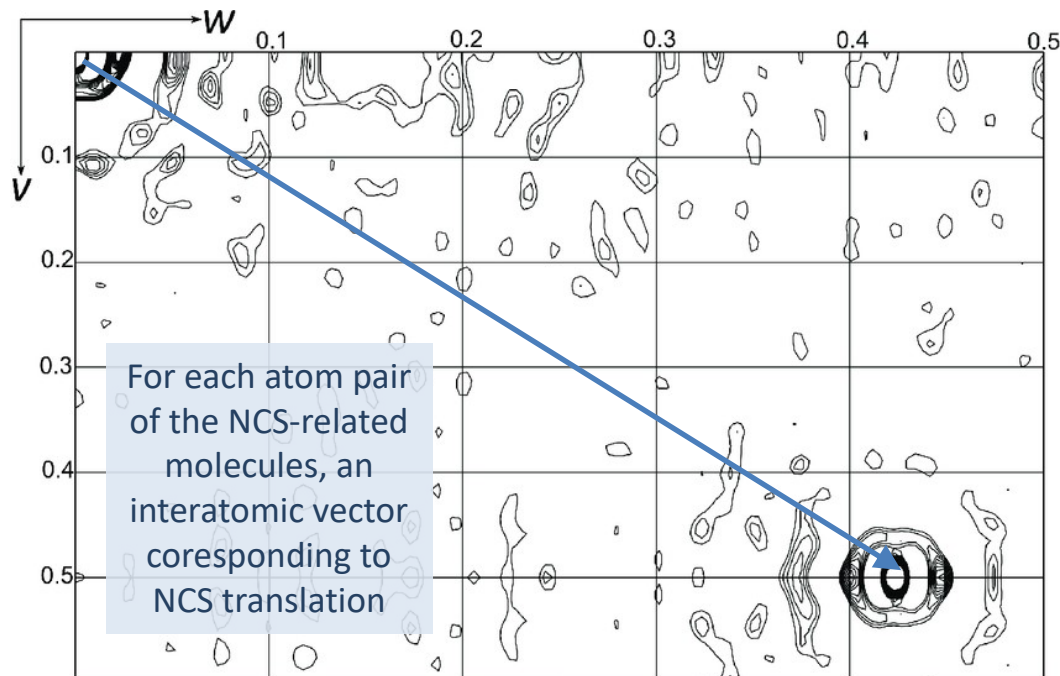 W
0.1 0.2 0.3 0.4 0.5
V
0.1
0.2
0.3
0.4
0.5
For each atom pair
of the NCS-related
molecules, an
interatomic vector
coresponding to
NCS translation